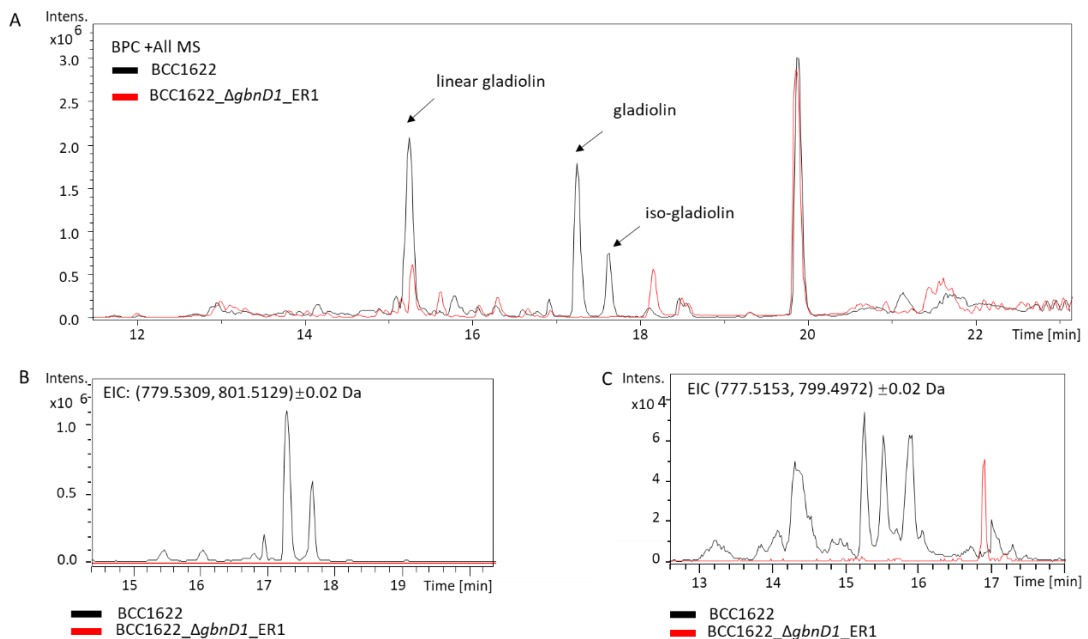 A
Intens.
x10 6
BPC +All MS
BCC1622
BCC1622_ΔgbnD1_ER1
linear gladiolin
gladiolin
iso-gladiolin
3.0
2.5
2.0
1.5
1.0
0.5
0.0
12
14
16
18
20
22
Time [min]
B
Intens.
x10 6
EIC: (779.5309, 801.5129) ±0.02 Da
1.0
0.5
0.0
15
16
17
18
19
Time [min]
BCC1622
BCC1622_ΔgbnD1_ER1
C
Intens.
x10 4
EIC (777.5153, 799.4972) ±0.02 Da
6
4
2
0
13
14
15
16
17
Time [min]
BCC1622
BCC1622_ΔgbnD1_ER1